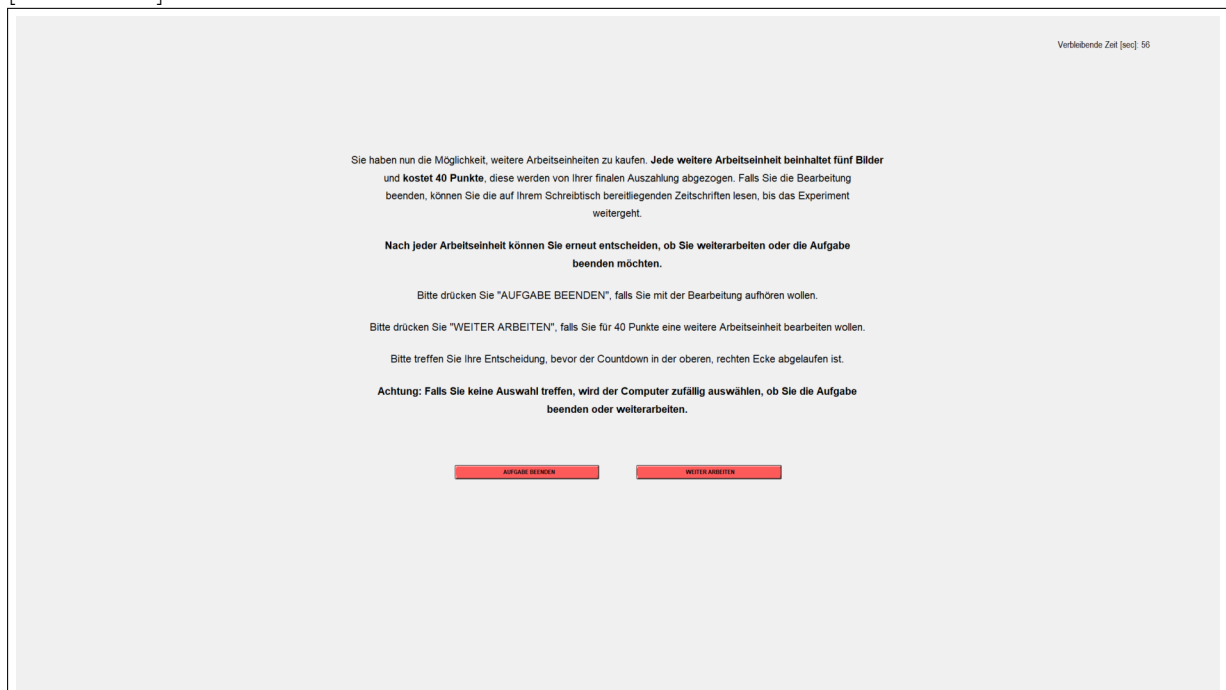 Verbleibende Zeit [sec]: 56
Sie haben nun die Möglichkeit, weitere Arbeitseinheiten zu kaufen. Jede weitere Arbeitseinheit beinhaltet fünf Bilder
und kostet 40 Punkte, diese werden von Ihrer finalen Auszahlung abgezogen. Falls Sie die Bearbeitung
beenden, können Sie die auf Ihrem Schreibtisch bereitliegenden Zeitschriften lesen, bis das Experiment
weitergeht.
Nach jeder Arbeitseinheit können Sie erneut entscheiden, ob Sie weiterarbeiten oder die Aufgabe
beenden möchten.
Bitte drücken Sie "AUFGABE BEENDEN", falls Sie mit der Bearbeitung aufhören wollen.
Bitte drücken Sie "WEITER ARBEITEN", falls Sie für 40 Punkte eine weitere Arbeitseinheit bearbeiten wollen.
Bitte treffen Sie Ihre Entscheidung, bevor der Countdown in der oberen, rechten Ecke abgelaufen ist.
Achtung: Falls Sie keine Auswahl treffen, wird der Computer zufällig auswählen, ob Sie die Aufgabe
beenden oder weiterarbeiten.
AUFGABE BEENDEN
WEITER ARBEITEN